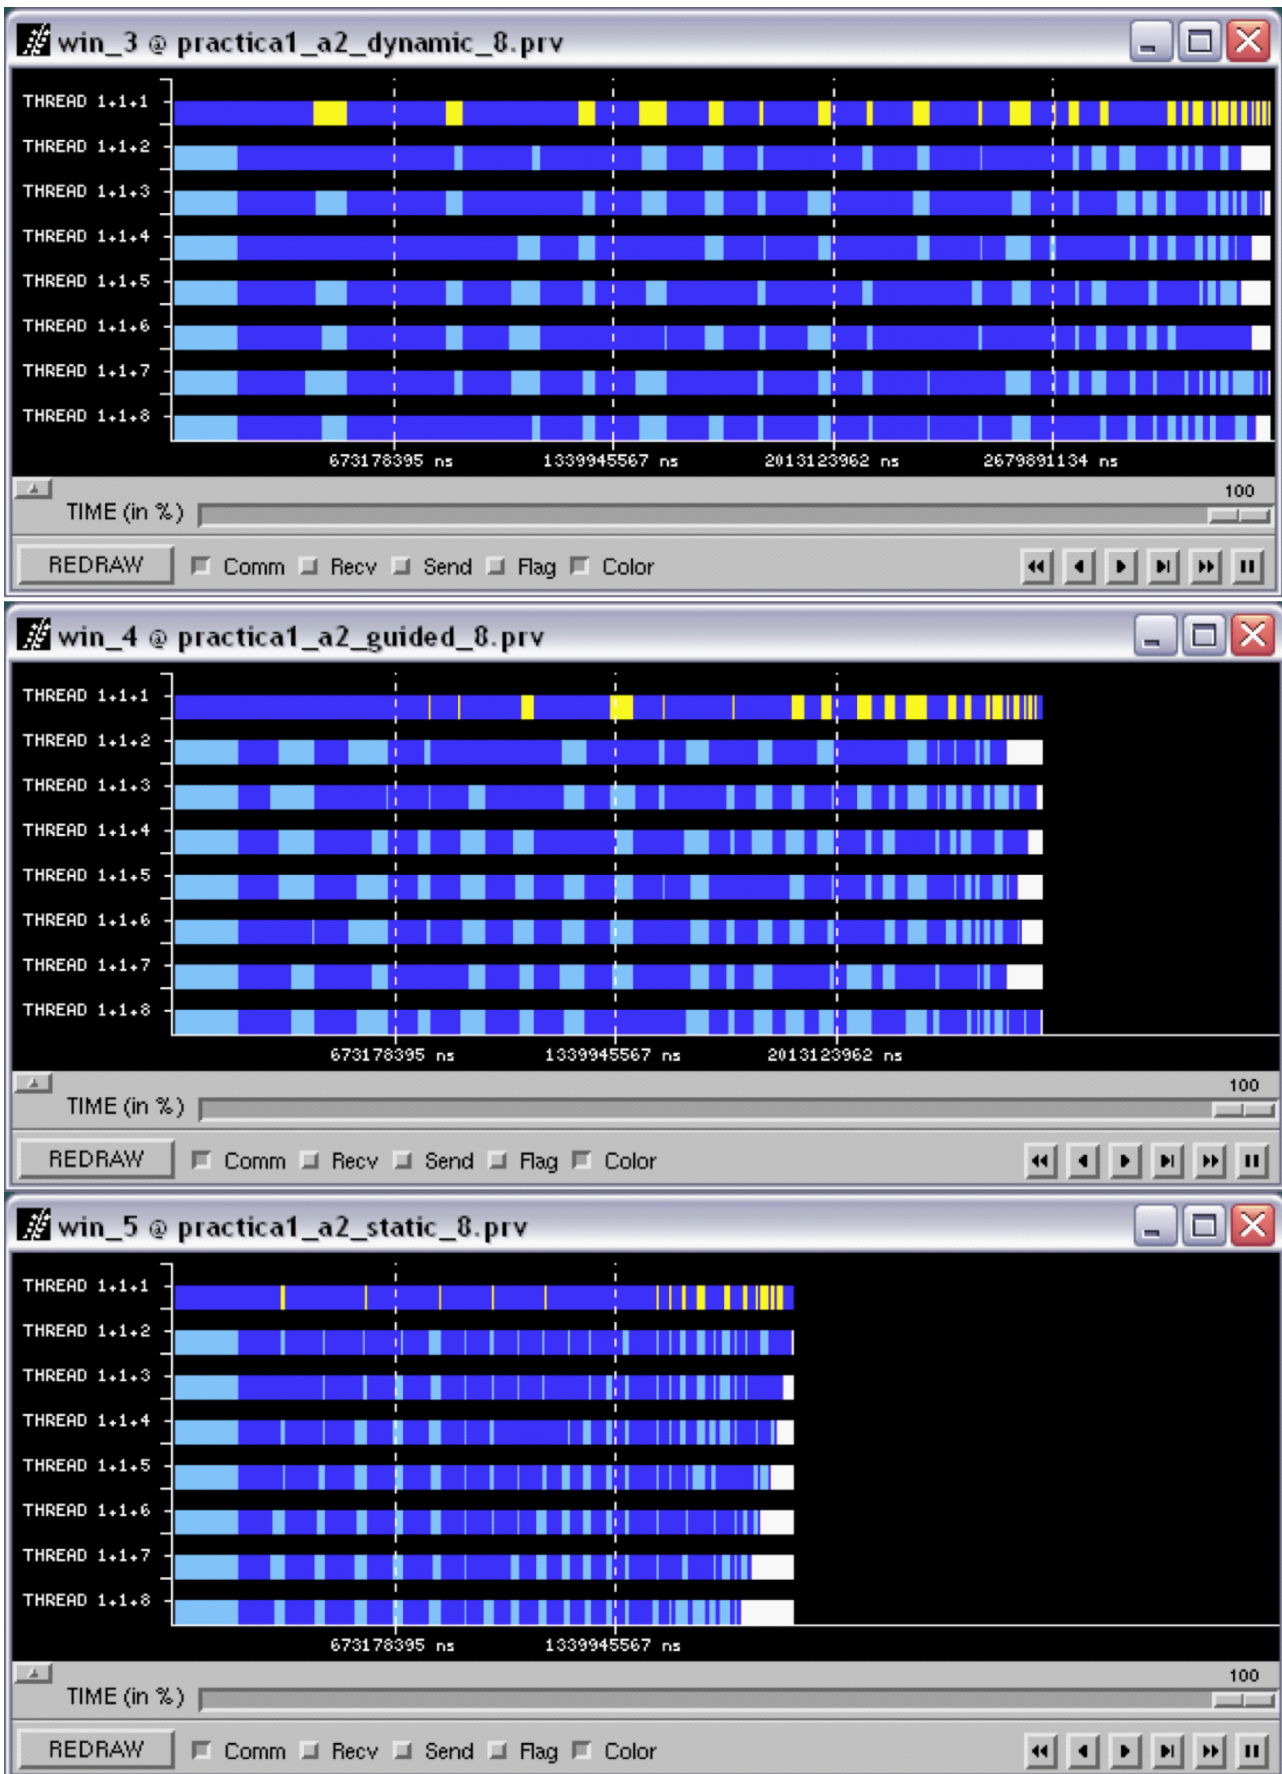 win_3 @ practica1_a2_dynamic_8.prv
THREAD 1.1.1
THREAD 1.1.2
THREAD 1.1.3
THREAD 1.1.4
THREAD 1.1.5
THREAD 1.1.6
THREAD 1.1.7
THREAD 1.1.8
673178395 ns 1339945567 ns 2013123962 ns 2679891134 ns
100
TIME (in %)
REDRAW Comm Recv Send Flag Color
win_4 @ practica1_a2_guided_8.prv
THREAD 1.1.1
THREAD 1.1.2
THREAD 1.1.3
THREAD 1.1.4
THREAD 1.1.5
THREAD 1.1.6
THREAD 1.1.7
THREAD 1.1.8
673178395 ns 1339945567 ns 2013123962 ns
100
TIME (in %)
REDRAW Comm Recv Send Flag Color
win_5 @ practica1_a2_static_8.prv
THREAD 1.1.1
THREAD 1.1.2
THREAD 1.1.3
THREAD 1.1.4
THREAD 1.1.5
THREAD 1.1.6
THREAD 1.1.7
THREAD 1.1.8
673178395 ns 1339945567 ns
100
TIME (in %)
REDRAW Comm Recv Send Flag Color